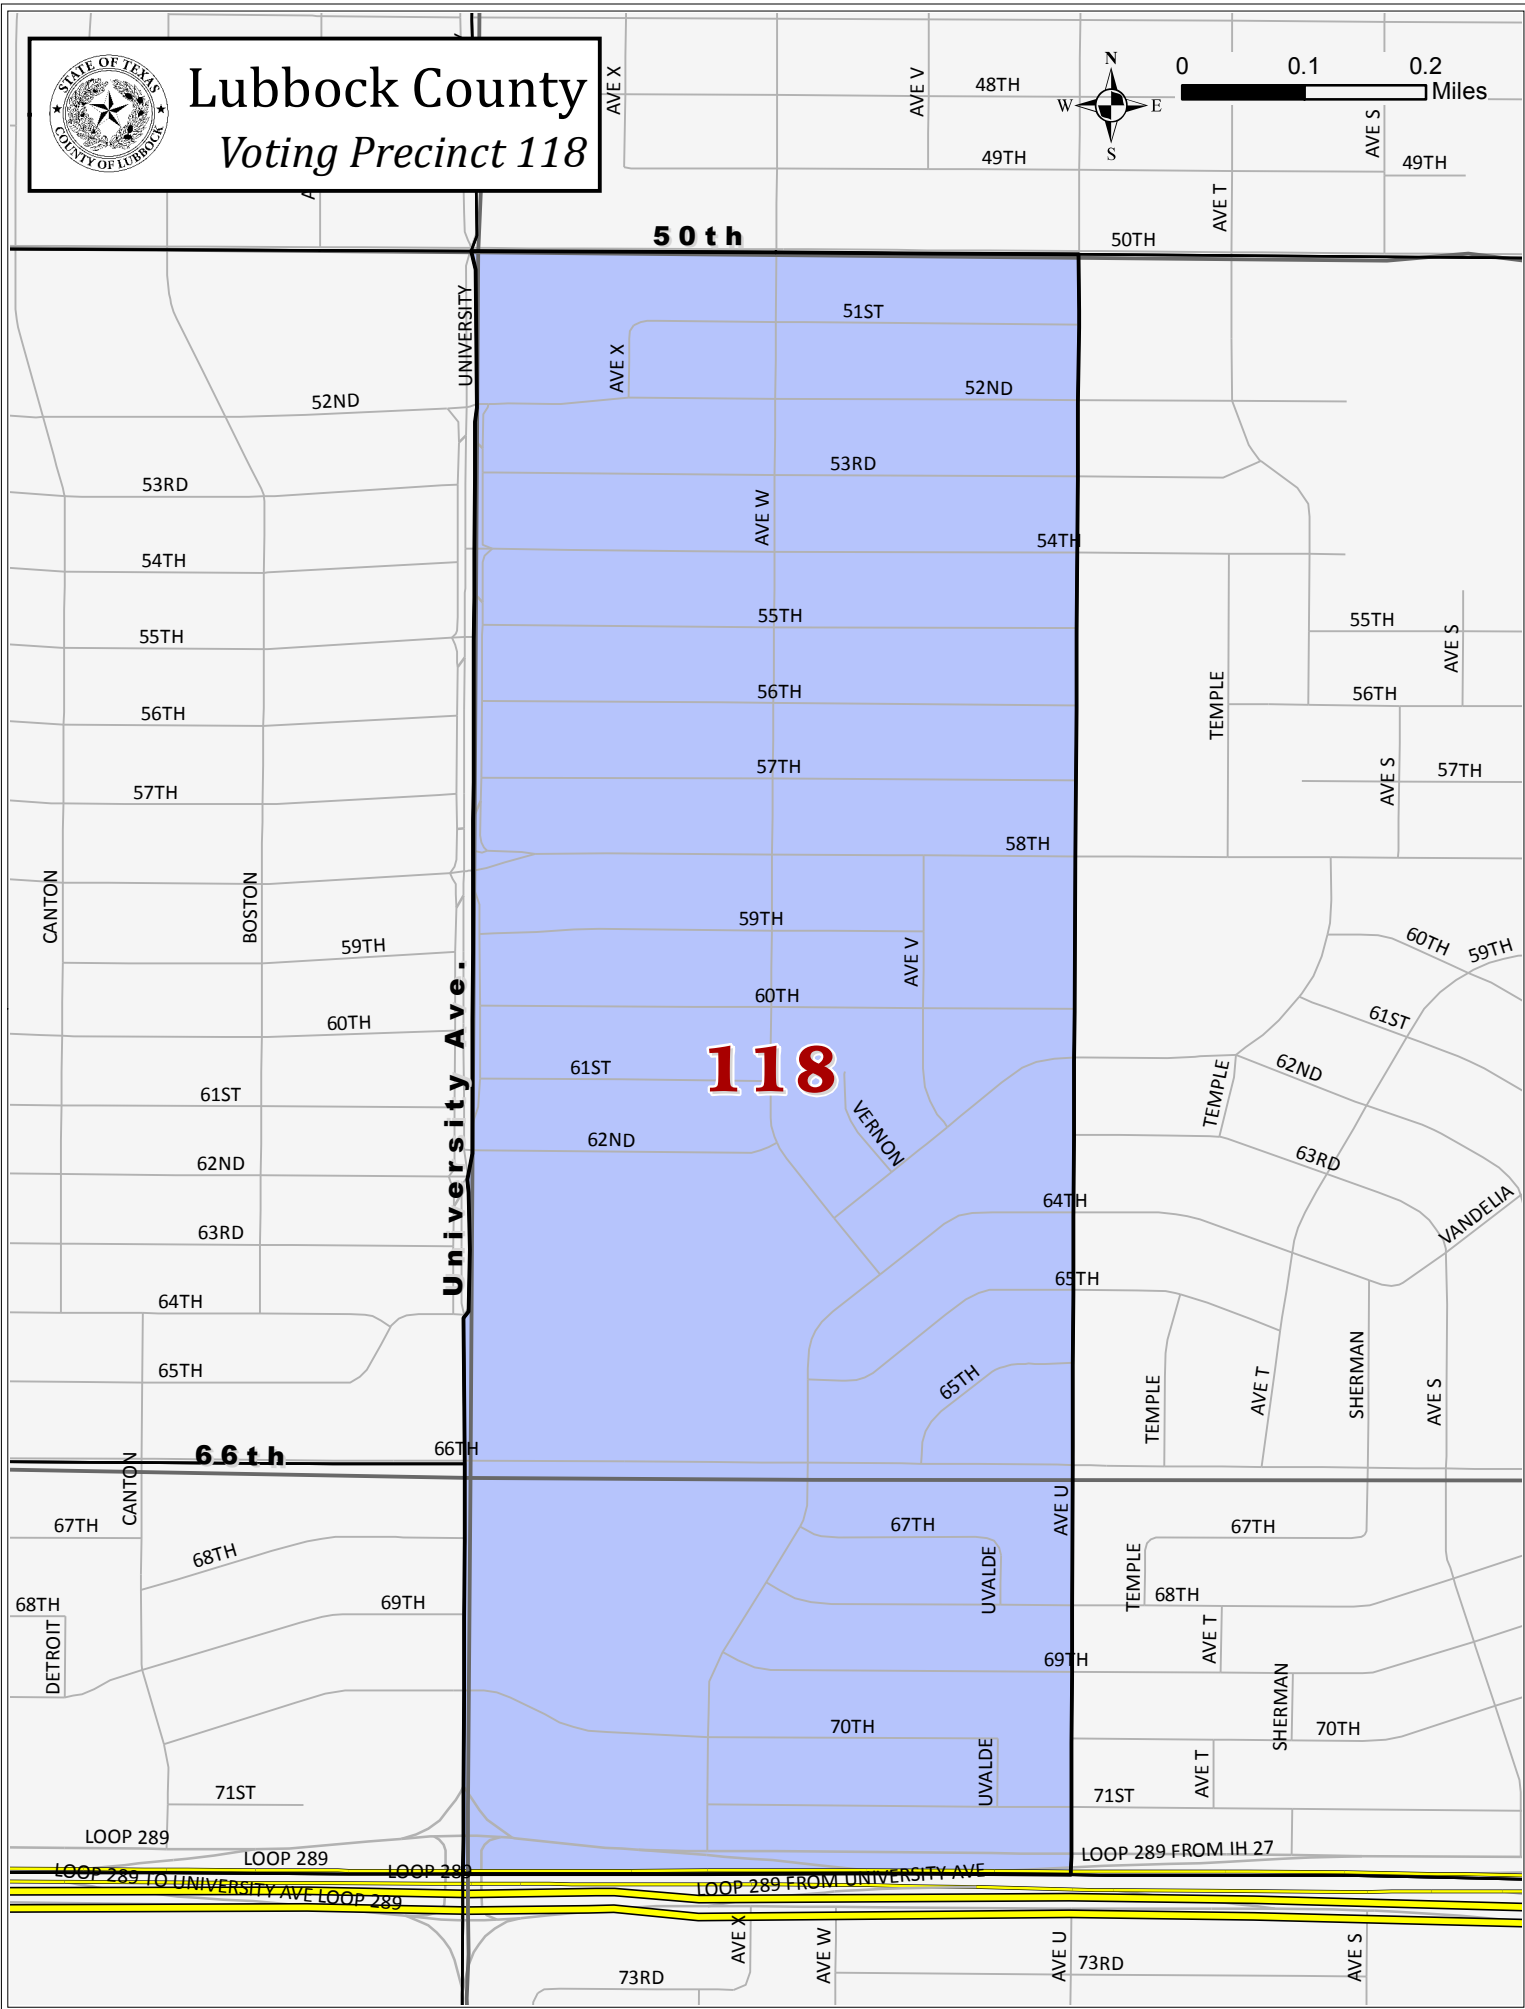 STATE OF TEXAS
COUNTY OF LUBBOCK
Lubbock County
Voting Precinct 118
N
W E
S
0 0.1 0.2
Miles
AVE X
AVE V
48TH
AVE S
49TH
49TH
AVE T
50th
50TH
UNIVERSITY
51ST
AVE X
52ND
52ND
53RD
53RD
AVE W
54TH
54TH
55TH
55TH
55TH
AVE S
56TH
56TH
56TH
TEMPLE
57TH
57TH
57TH
AVE S
58TH
CANTON
BOSTON
59TH
59TH
AVE V
60TH
59TH
University Ave.
60TH
60TH
61ST
118
61ST
61ST
62ND
TEMPLE
VERNON
62ND
62ND
63RD
63RD
64TH
VANDELIA
64TH
65TH
65TH
65TH
TEMPLE
AVE T
SHERMAN
AVE S
66th
66TH
CANTON
AVE U
67TH
67TH
67TH
68TH
UVALDE
TEMPLE
68TH
68TH
69TH
DETROIT
AVE T
69TH
SHERMAN
70TH
70TH
UVALDE
AVE T
71ST
71ST
LOOP 289
LOOP 289
LOOP 289
LOOP 289 FROM IH 27
LOOP 289 TO UNIVERSITY AVE
LOOP 289
LOOP 289 FROM UNIVERSITY AVE
AVE X
AVE W
AVE U
AVE S
73RD
73RD